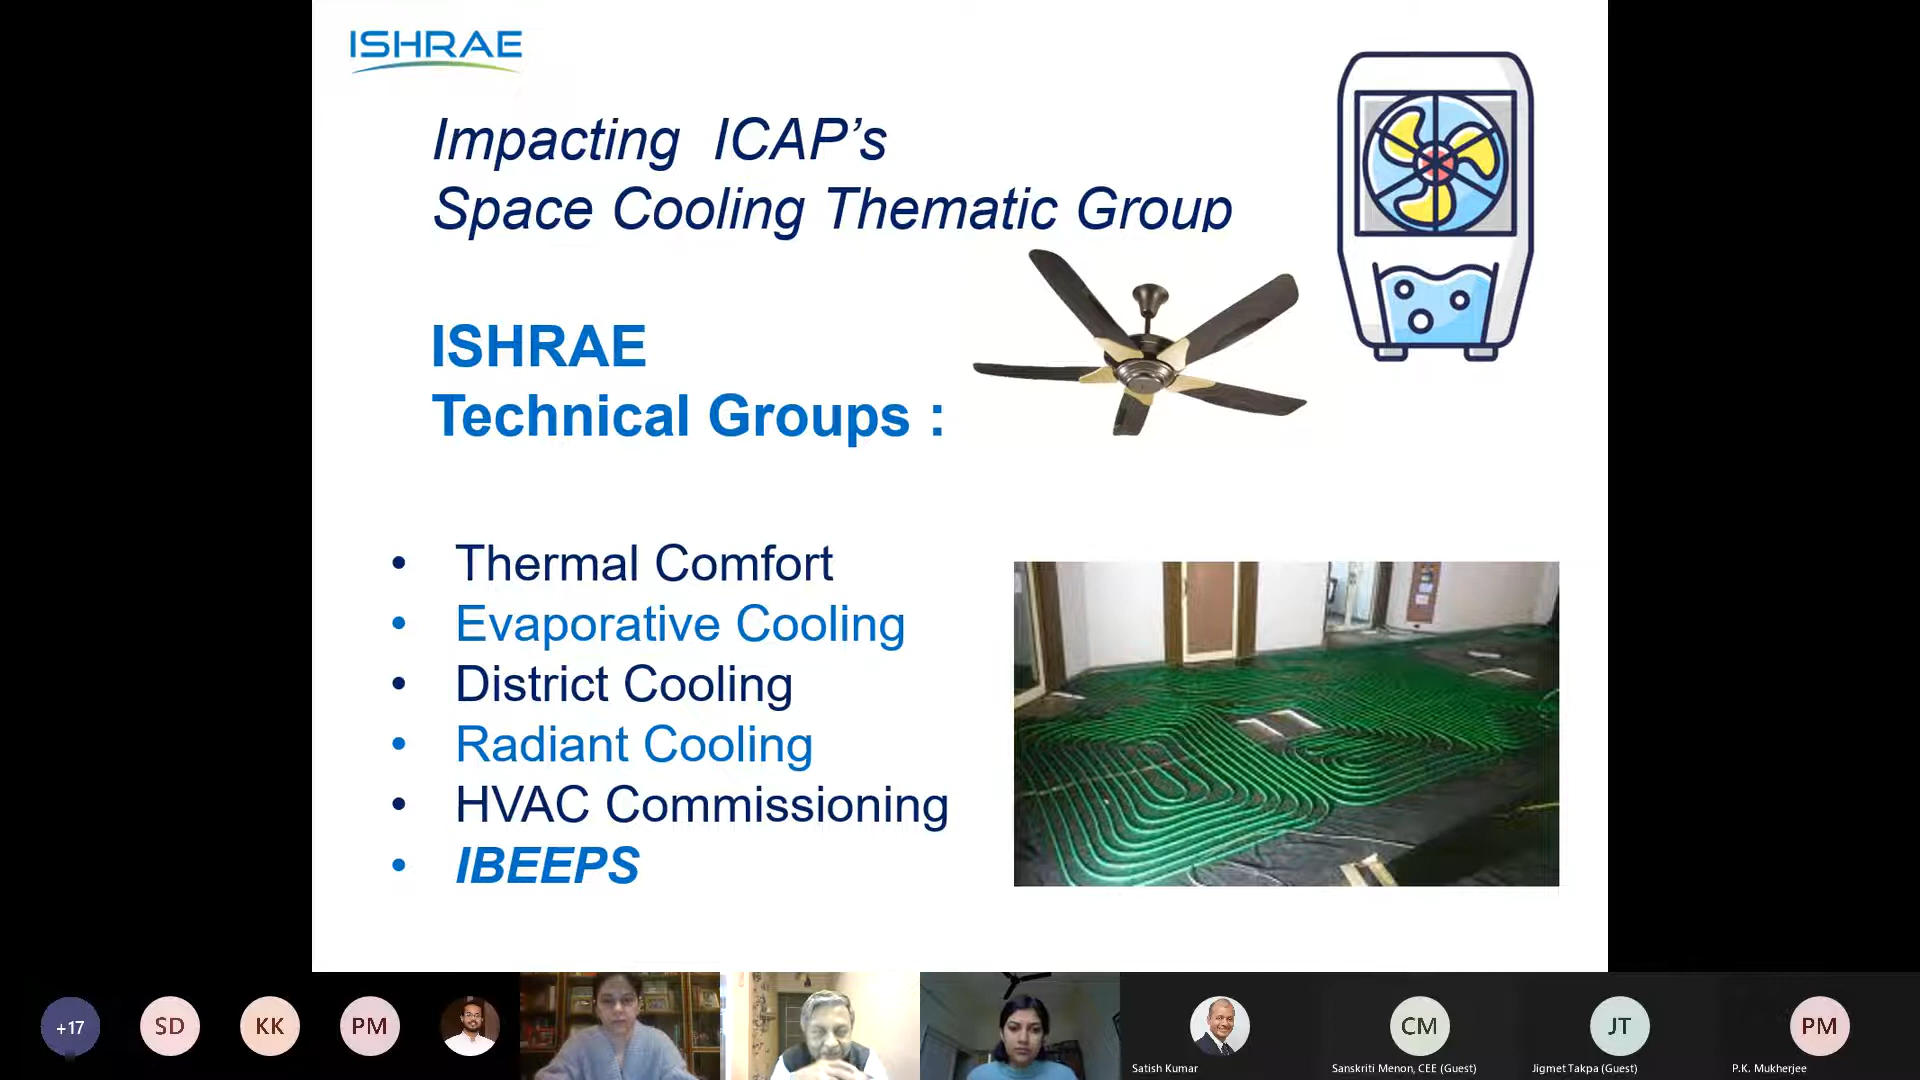 ISHRAE
Impacting ICAP’s
Space Cooling Thematic Group
ISHRAE
Technical Groups :
• Thermal Comfort
• Evaporative Cooling
• District Cooling
• Radiant Cooling
• HVAC Commissioning
• IBEEPS
+17
SD
KK
PM
Satish Kumar
CM
Sanskriti Menon, CEE (Guest)
JT
Jigmet Takpa (Guest)
PM
P.K. Mukherjee